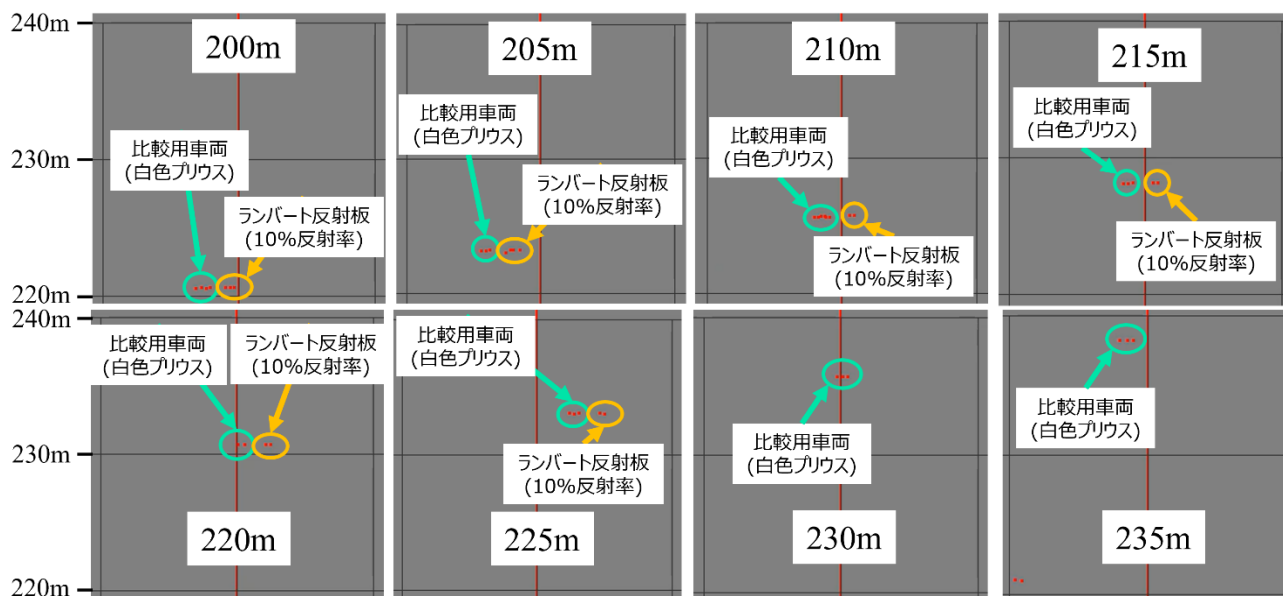 240m
230m
220m
200m
比較用車両
(白色プリウス)
ランバート反射板
(10%反射率)
205m
比較用車両
(白色プリウス)
ランバート反射板
(10%反射率)
210m
比較用車両
(白色プリウス)
ランバート反射板
(10%反射率)
215m
比較用車両
(白色プリウス)
ランバート反射板
(10%反射率)
240m
230m
220m
比較用車両
(白色プリウス)
ランバート反射板
(10%反射率)
220m
比較用車両
(白色プリウス)
ランバート反射板
(10%反射率)
225m
比較用車両
(白色プリウス)
230m
比較用車両
(白色プリウス)
235m